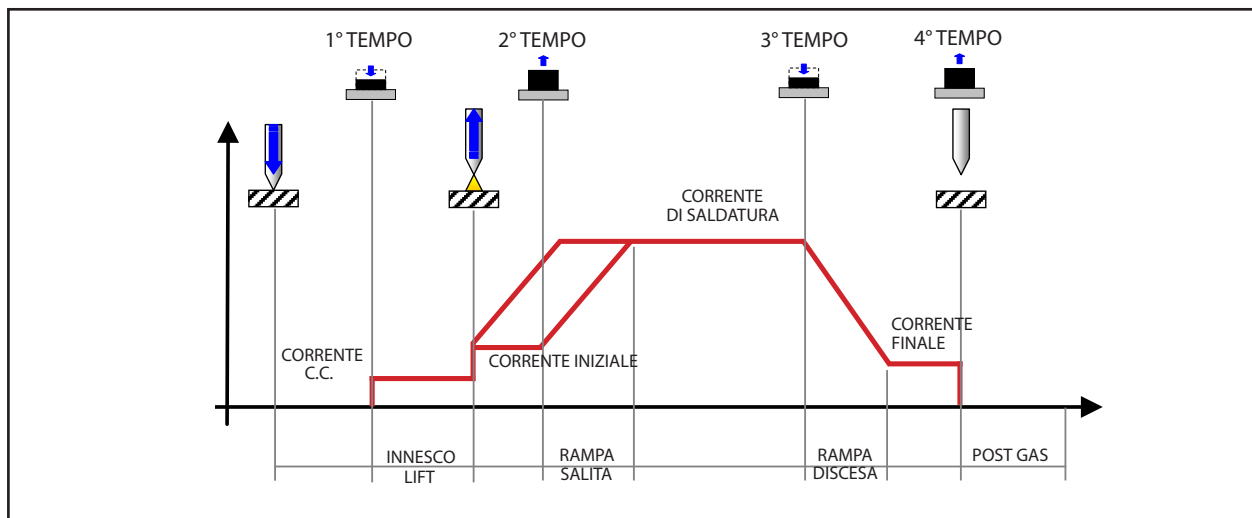 1° TEMPO
2° TEMPO
3° TEMPO
4° TEMPO
CORRENTE
DI SALDATURA
CORRENTE
C.C.
CORRENTE INIZIALE
CORRENTE
FINALE
INNESCO
LIFT
RAMPA
SALITA
RAMPA
DISCESA
POST GAS